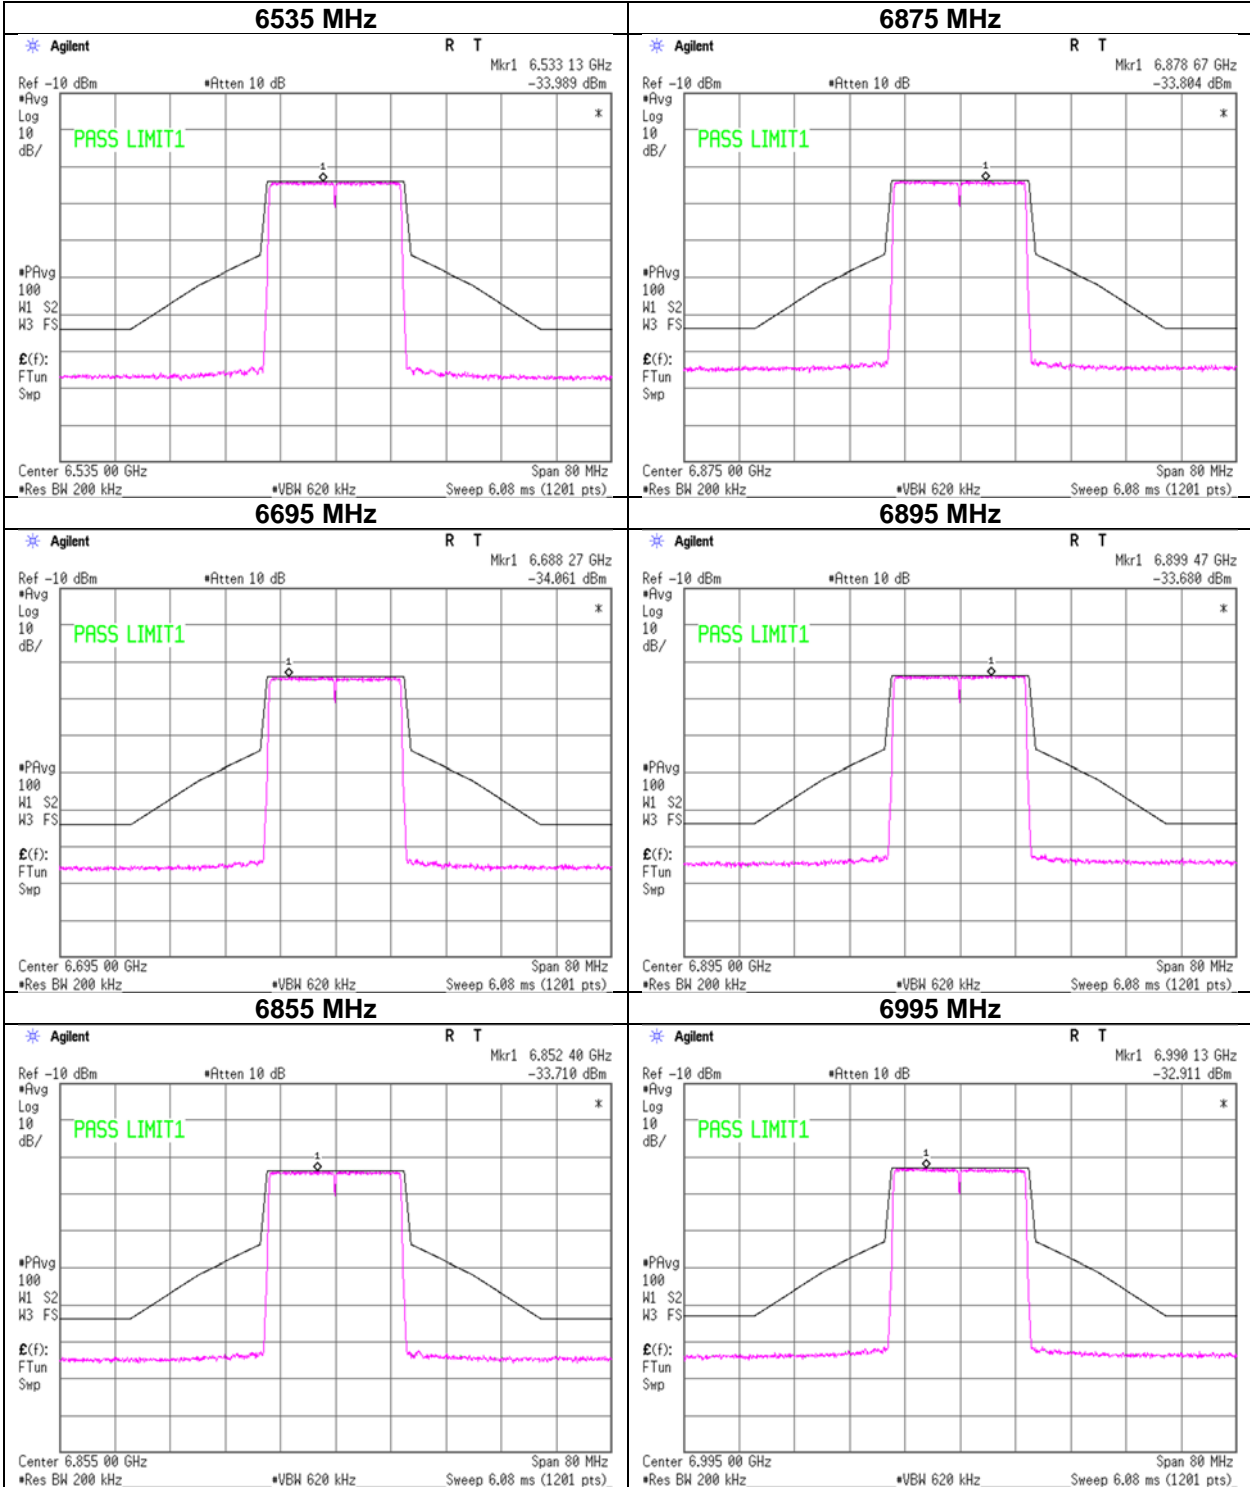 6535 MHz
Agilent R T
Mkr1 6.533 13 GHz
Ref -10 dBm #Atten 10 dB -33.989 dBm
#Avg
Log
10
dB/
*
PASS LIMIT1
1
#PAvg
100
W1 S2
W3 FS
£(f):
FTun
Swp
Center 6.535 00 GHz Span 80 MHz
#Res BW 200 kHz #VBW 620 kHz Sweep 6.08 ms (1201 pts)
6875 MHz
Agilent R T
Mkr1 6.878 67 GHz
Ref -10 dBm #Atten 10 dB -33.804 dBm
#Avg
Log
10
dB/
*
PASS LIMIT1
1
#PAvg
100
W1 S2
W3 FS
£(f):
FTun
Swp
Center 6.875 00 GHz Span 80 MHz
#Res BW 200 kHz #VBW 620 kHz Sweep 6.08 ms (1201 pts)
6695 MHz
Agilent R T
Mkr1 6.688 27 GHz
Ref -10 dBm #Atten 10 dB -34.061 dBm
#Avg
Log
10
dB/
*
PASS LIMIT1
1
#PAvg
100
W1 S2
W3 FS
£(f):
FTun
Swp
Center 6.695 00 GHz Span 80 MHz
#Res BW 200 kHz #VBW 620 kHz Sweep 6.08 ms (1201 pts)
6895 MHz
Agilent R T
Mkr1 6.899 47 GHz
Ref -10 dBm #Atten 10 dB -33.680 dBm
#Avg
Log
10
dB/
*
PASS LIMIT1
1
#PAvg
100
W1 S2
W3 FS
£(f):
FTun
Swp
Center 6.895 00 GHz Span 80 MHz
#Res BW 200 kHz #VBW 620 kHz Sweep 6.08 ms (1201 pts)
6855 MHz
Agilent R T
Mkr1 6.852 40 GHz
Ref -10 dBm #Atten 10 dB -33.710 dBm
#Avg
Log
10
dB/
*
PASS LIMIT1
1
#PAvg
100
W1 S2
W3 FS
£(f):
FTun
Swp
Center 6.855 00 GHz Span 80 MHz
#Res BW 200 kHz #VBW 620 kHz Sweep 6.08 ms (1201 pts)
6995 MHz
Agilent R T
Mkr1 6.990 13 GHz
Ref -10 dBm #Atten 10 dB -32.911 dBm
#Avg
Log
10
dB/
*
PASS LIMIT1
1
#PAvg
100
W1 S2
W3 FS
£(f):
FTun
Swp
Center 6.995 00 GHz Span 80 MHz
#Res BW 200 kHz #VBW 620 kHz Sweep 6.08 ms (1201 pts)